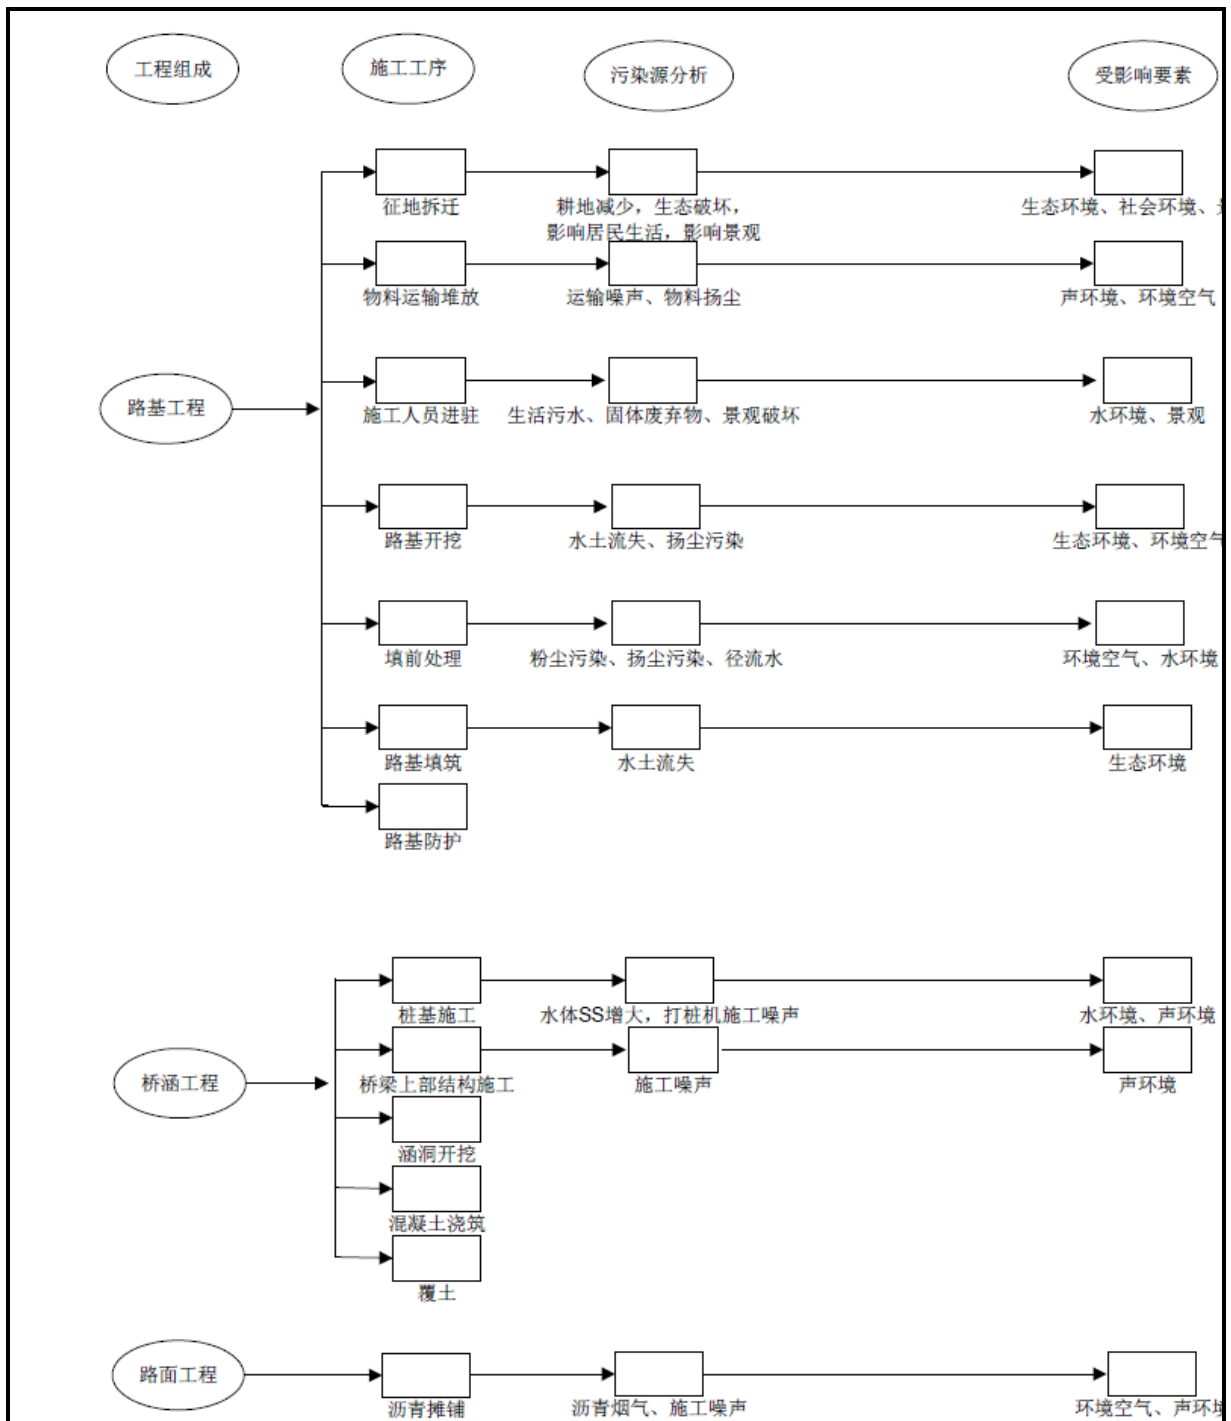 工程组成
施工工序
污染源分析
受影响要素
征地拆迁
耕地减少，生态破坏，
影响居民生活，影响景观
生态环境、社会环境、
物料运输堆放
运输噪声、物料扬尘
声环境、环境空气
路基工程
施工人员进驻
生活污水、固体废弃物、景观破坏
水环境、景观
路基开挖
水土流失、扬尘污染
生态环境、环境空气
填前处理
粉尘污染、扬尘污染、径流水
环境空气、水环境
路基填筑
水土流失
生态环境
路基防护
桩基施工
水体SS增大，打桩机施工噪声
水环境、声环境
桥涵工程
桥梁上部结构施工
施工噪声
声环境
涵洞开挖
混凝土浇筑
覆土
路面工程
沥青摊铺
沥青烟气、施工噪声
环境空气、声环境